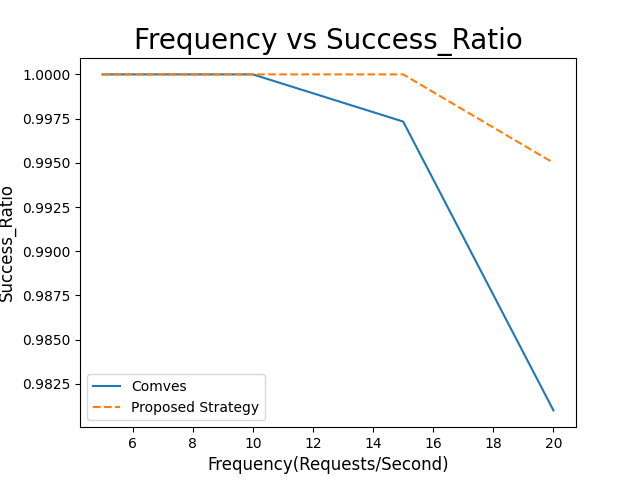 Frequency vs Success_Ratio
1.0000
0.9975
0.9950
0.9925
0.9900
0.9875
0.9850
0.9825
Success_Ratio
Comves
Proposed Strategy
6 8 10 12 14 16 18 20
Frequency(Requests/Second)